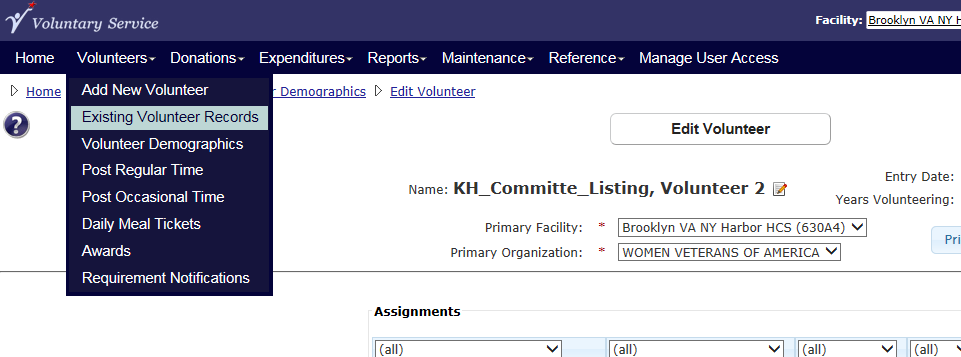 Voluntary Service
Facility: Brooklyn VA NY H
Home Volunteers Donations Expenditures Reports Maintenance Reference Manage User Access
Home Demographics Edit Volunteer
Add New Volunteer
Existing Volunteer Records
Volunteer Demographics
Post Regular Time
Post Occasional Time
Daily Meal Tickets
Awards
Requirement Notifications
?
Edit Volunteer
Name: KH_Committe_Listing, Volunteer 2
Entry Date:
Years Volunteering:
Primary Facility: * Brooklyn VA NY Harbor HCS (630A4)
Pri
Primary Organization: * WOMEN VETERANS OF AMERICA
Assignments
(all) (all) (all) (all)